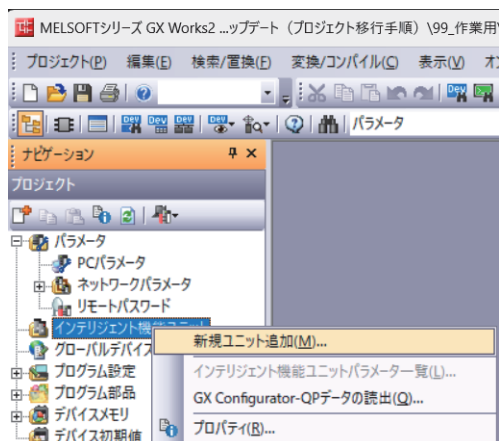 MELSOFTシリーズ GX Works2 ...ップデート（プロジェクト移行手順）\99_作業用\
プロジェクト(P) 編集(E) 検索/置換(F) 変換/コンパイル(C) 表示(V)
パラメータ
ナビゲーション
プロジェクト
パラメータ
PCパラメータ
ネットワークパラメータ
リモートパスワード
インテリジェント機能ユニット
新規ユニット追加(M)...
グローバルデバイス
インテリジェント機能ユニットパラメーター覧(L)...
プログラム設定
プログラム部品
GX Configurator-QPデータの読出(Q)...
デバイスメモリ
デバイス初期値
プロパティ(R)...